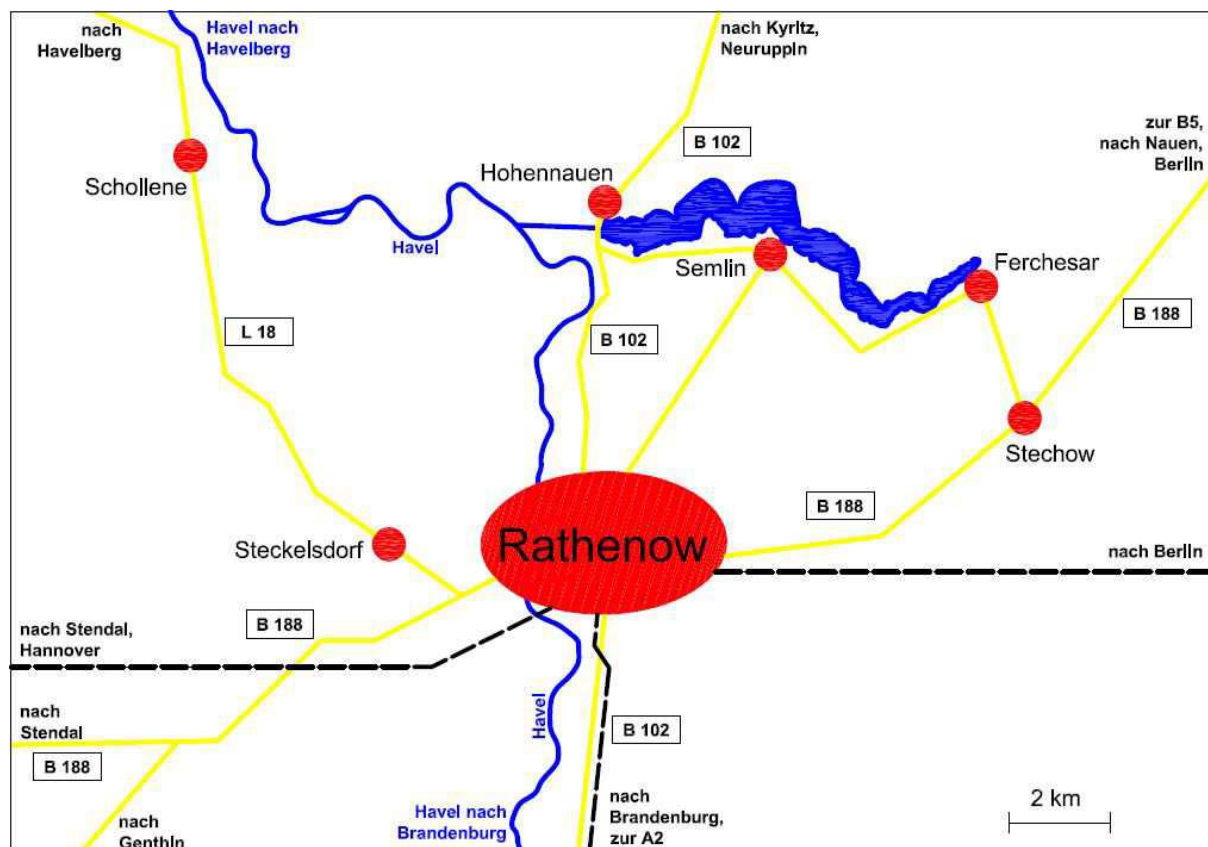 nach
Havelberg
Havel nach
Havelberg
nach Kyritz,
Neuruppin
zur B5,
nach Nauen,
Berlin
B 102
Hohennauen
Schollene
Havel
Semlin
Ferchesar
B 188
L 18
B 102
Stechow
B 188
Rathenow
Steckelsdorf
nach Berlin
nach Stendal,
Hannover
B 188
Havel
nach
Stendal
B 188
B 102
nach
Genthin
Havel nach
Brandenburg
nach
Brandenburg,
zur A2
2 km